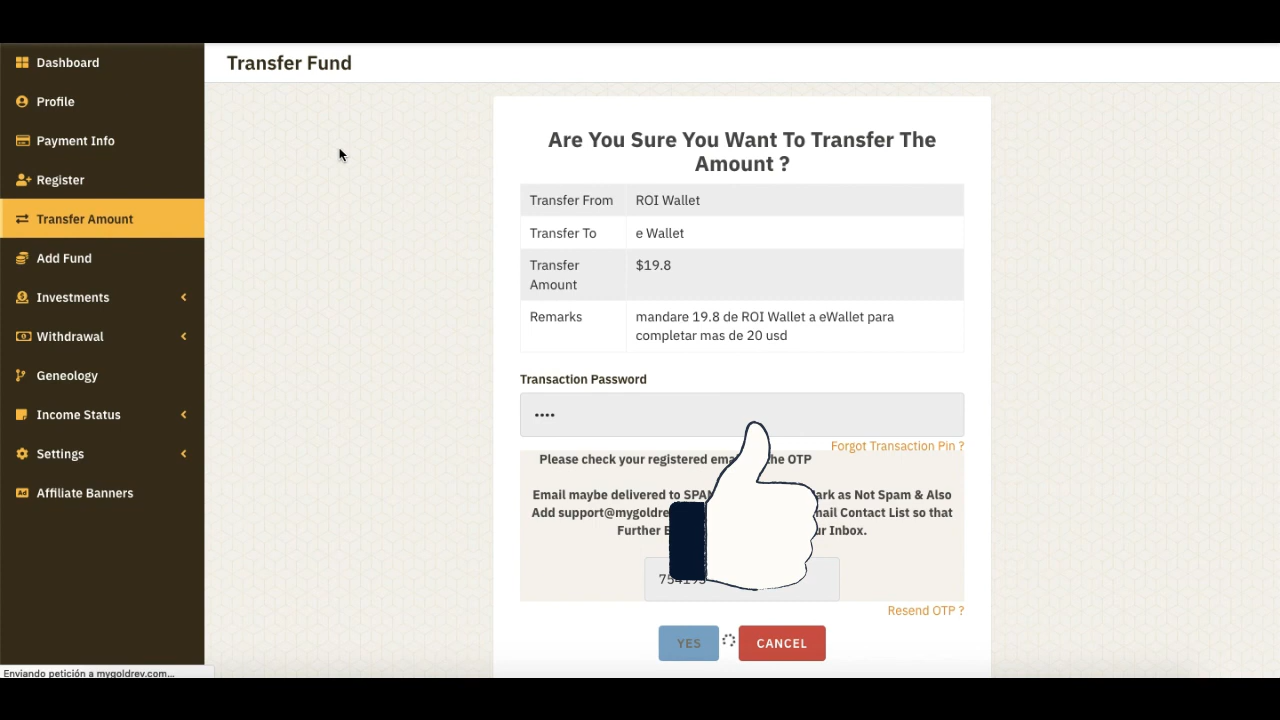 Transfer Fund
Dashboard
Profile
Payment Info
Register
Transfer Amount
Add Fund
Investments
Withdrawal
Geneology
Income Status
Settings
Ad Affiliate Banners
Are You Sure You Want To Transfer The
Amount ?
Transfer From ROI Wallet
Transfer To e Wallet
Transfer
Amount
$19.8
Remarks
mandare 19.8 de ROI Wallet a eWallet para
completar mas de 20 usd
Transaction Password
••••
Forgot Transaction Pin ?
Please check your registered the OTP
Email maybe delivered to as Not Spam & Also
Add Contact List so that
Further Inbox.
Resend OTP ?
YES
CANCEL
Enviando petición a mygoldrev.com...